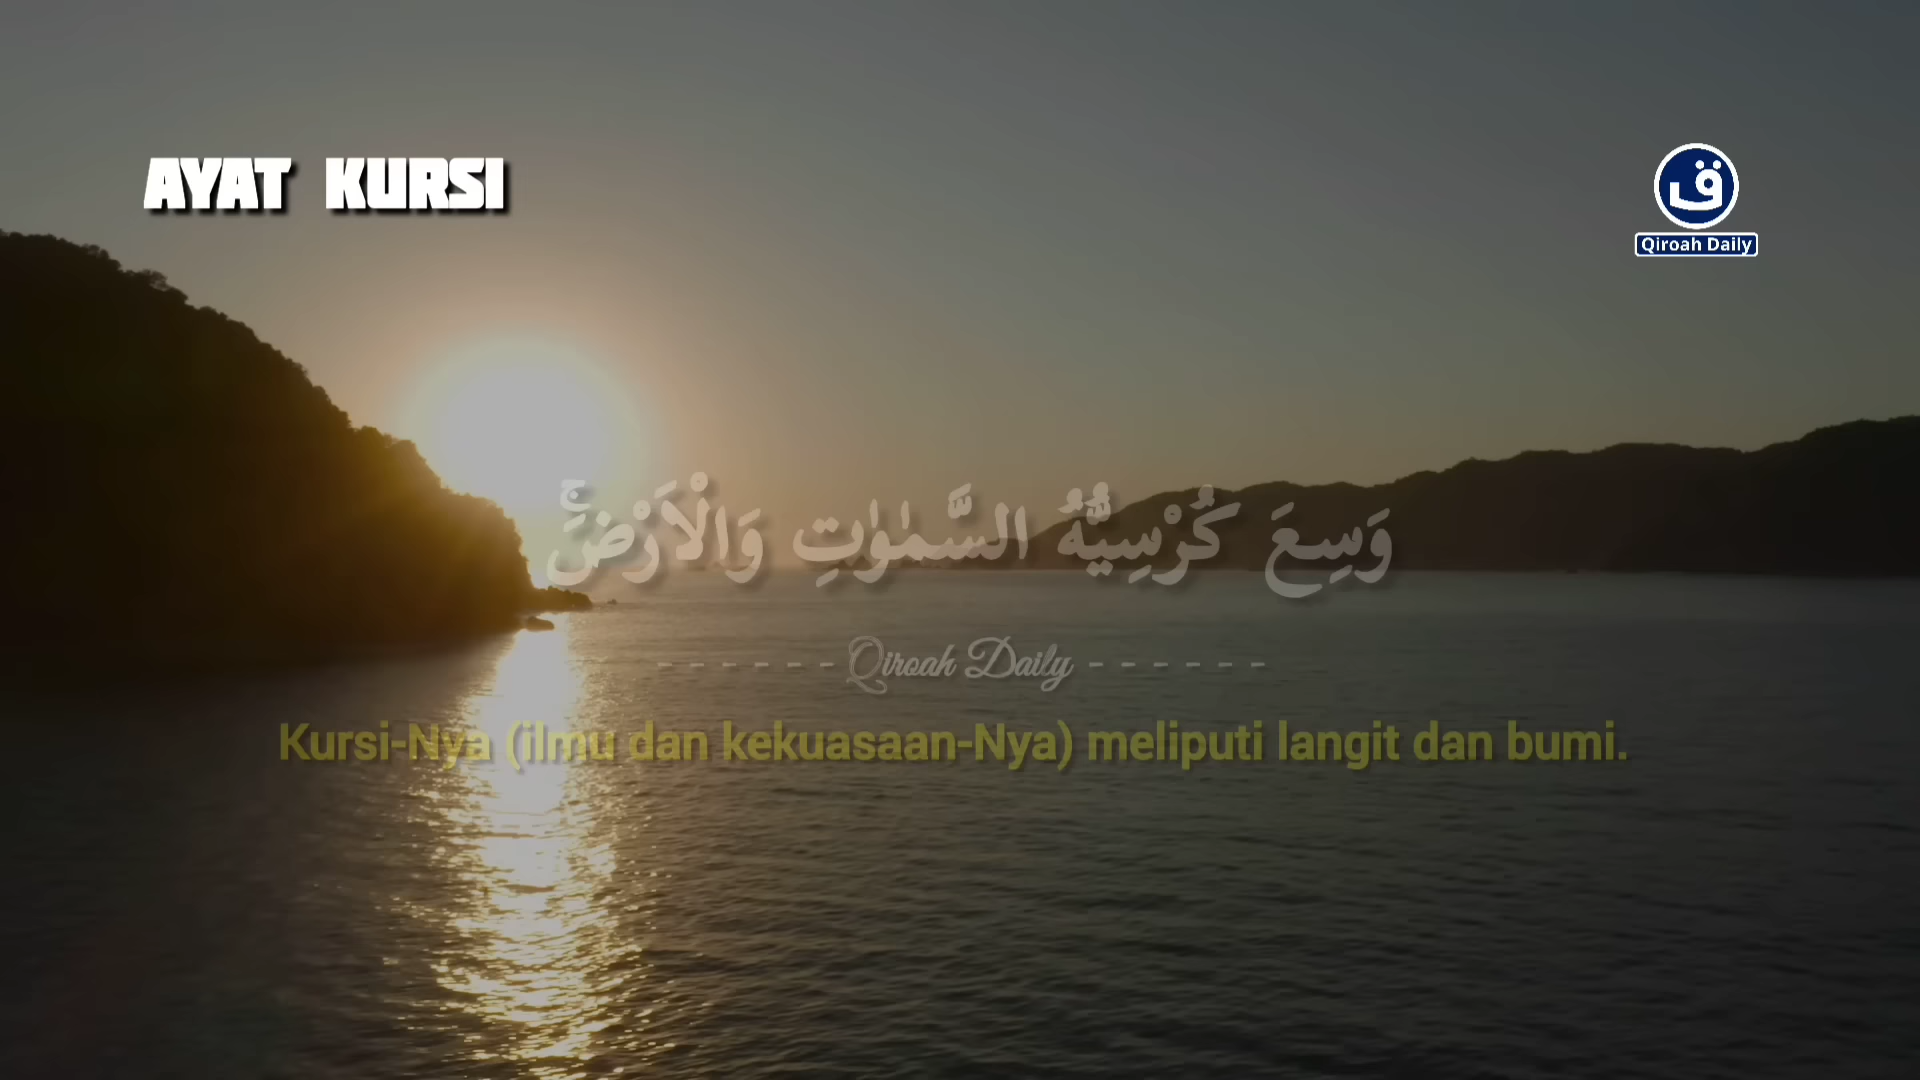 AYAT KURSI
ق
Qiroah Daily
وَسِعَ كُرْسِيُّهُ السَّمٰوٰتِ وَالْاَرْضَۚ
- - - - - - - Qiroah Daily - - - - - - -
Kursi-Nya (ilmu dan kekuasaan-Nya) meliputi langit dan bumi.